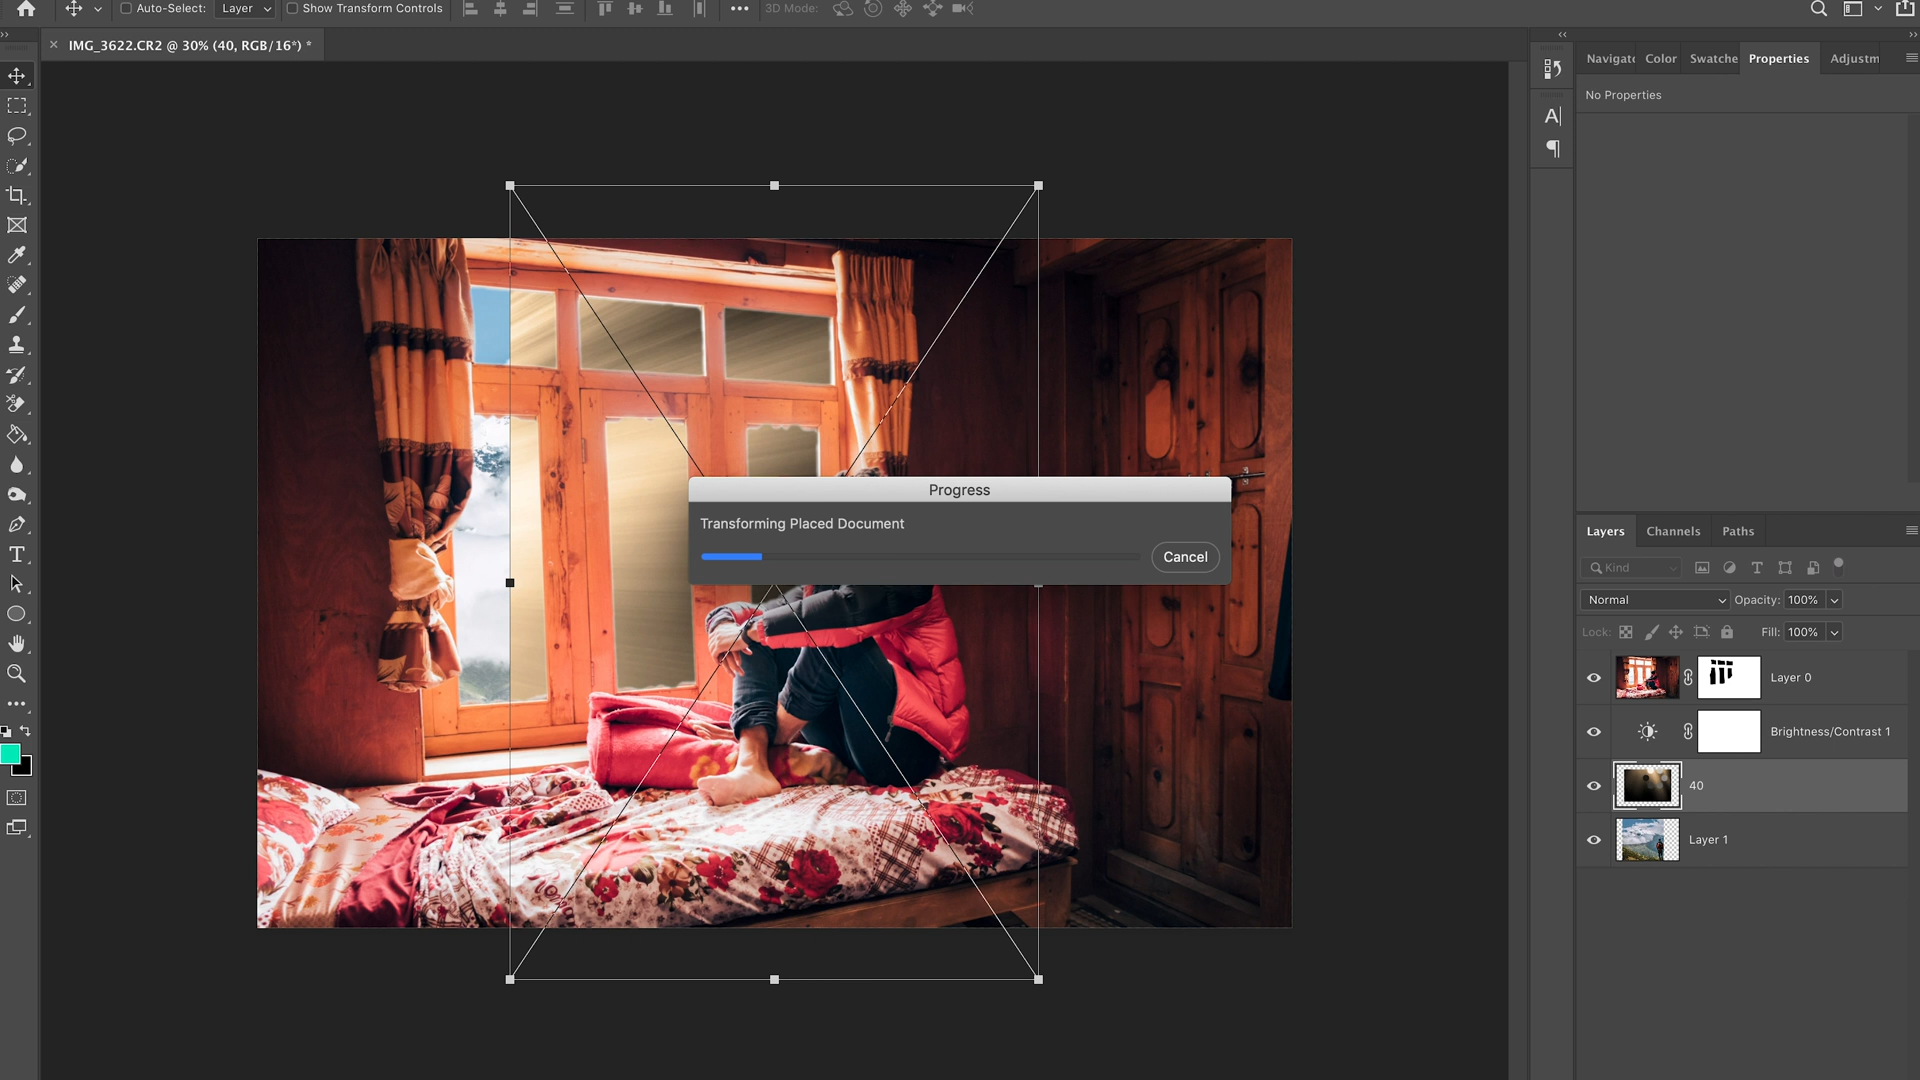 Auto-Select: Layer Show Transform Controls 3D Mode:
IMG_3622.CR2 @ 30% (40, RGB/16*) *
Navigatc Color Swatche Properties Adjustm
No Properties
Progress
Transforming Placed Document
Cancel
Layers Channels Paths
Kind
Normal Opacity: 100%
Lock: Fill: 100%
Layer 0
Brightness/Contrast 1
40
Layer 1